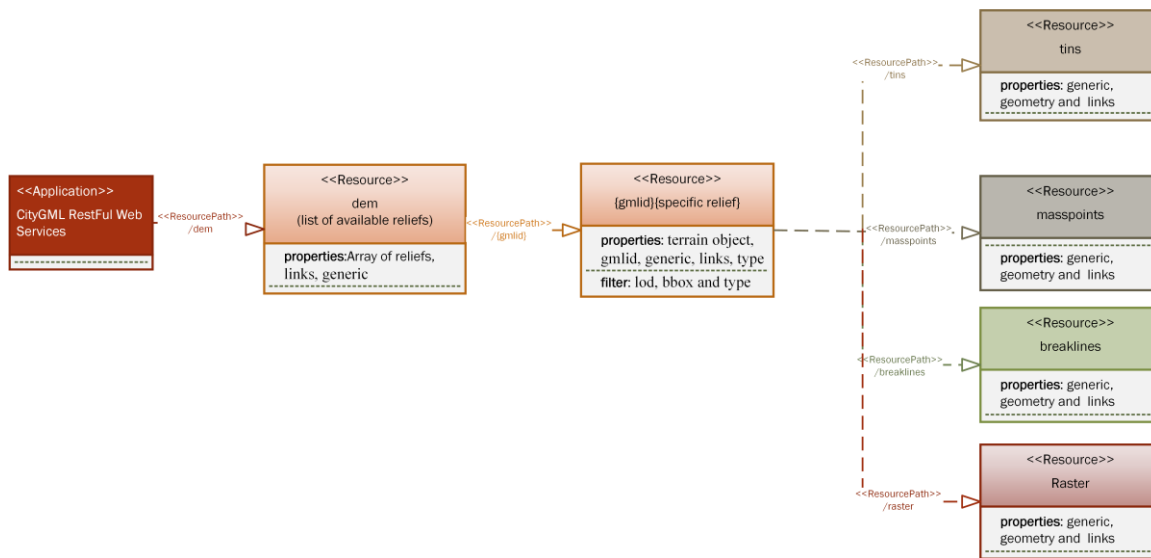 <<Application>>
CityGML RestFul Web
Services
<<ResourcePath>>
/dem
<<Resource>>
dem
(list of available reliefs)
properties:Array of reliefs,
links, generic
<<ResourcePath>>
/{gmlid}
<<Resource>>
{gmlid}{specific relief}
properties: terrain object,
gmlid, generic, links, type
filter: lod, bbox and type
<<ResourcePath>>
/tins
<<Resource>>
tins
properties: generic,
geometry and links
<<ResourcePath>>
/masspoints
<<Resource>>
masspoints
properties: generic,
geometry and links
<<ResourcePath>>
/breaklines
<<Resource>>
breaklines
properties: generic,
geometry and links
<<ResourcePath>>
/raster
<<Resource>>
Raster
properties: generic,
geometry and links